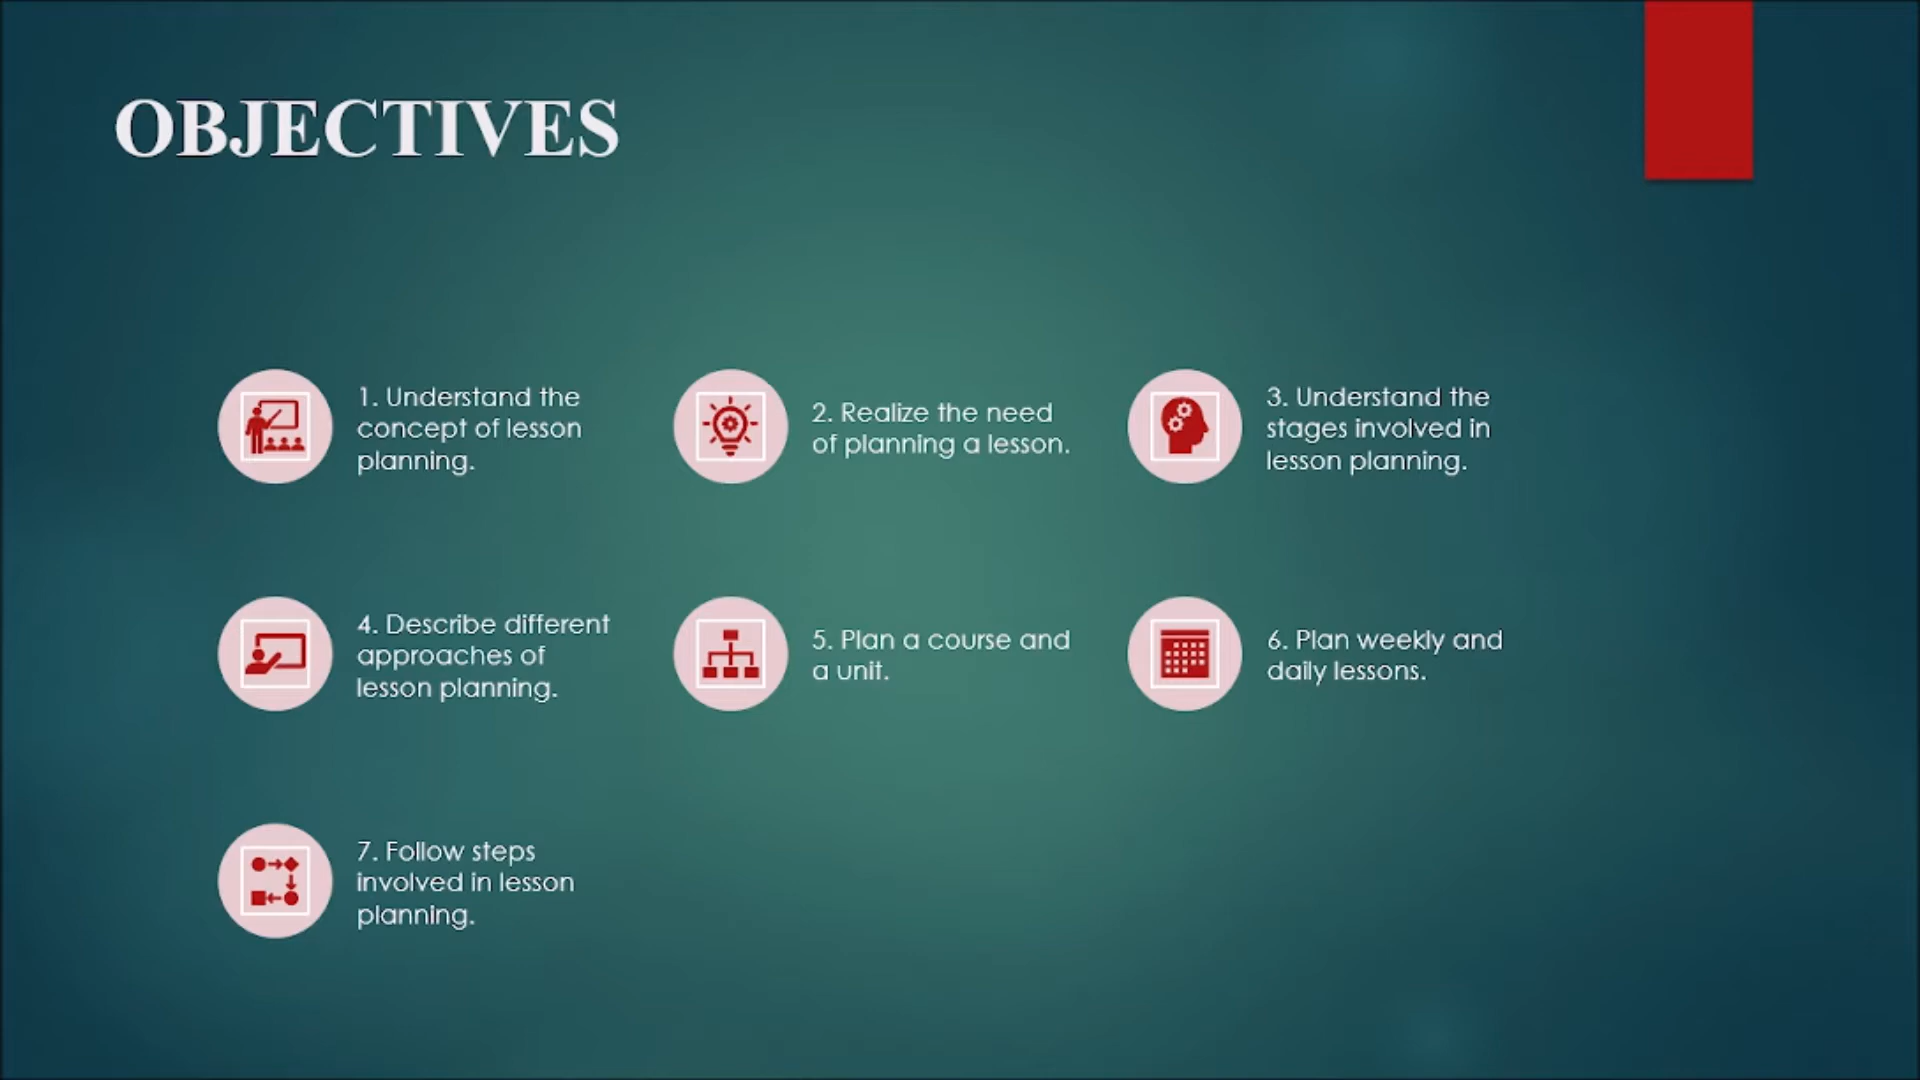 OBJECTIVES
1. Understand the
concept of lesson
planning.
2. Realize the need
of planning a lesson.
3. Understand the
stages involved in
lesson planning.
4. Describe different
approaches of
lesson planning.
5. Plan a course and
a unit.
6. Plan weekly and
daily lessons.
7. Follow steps
involved in lesson
planning.